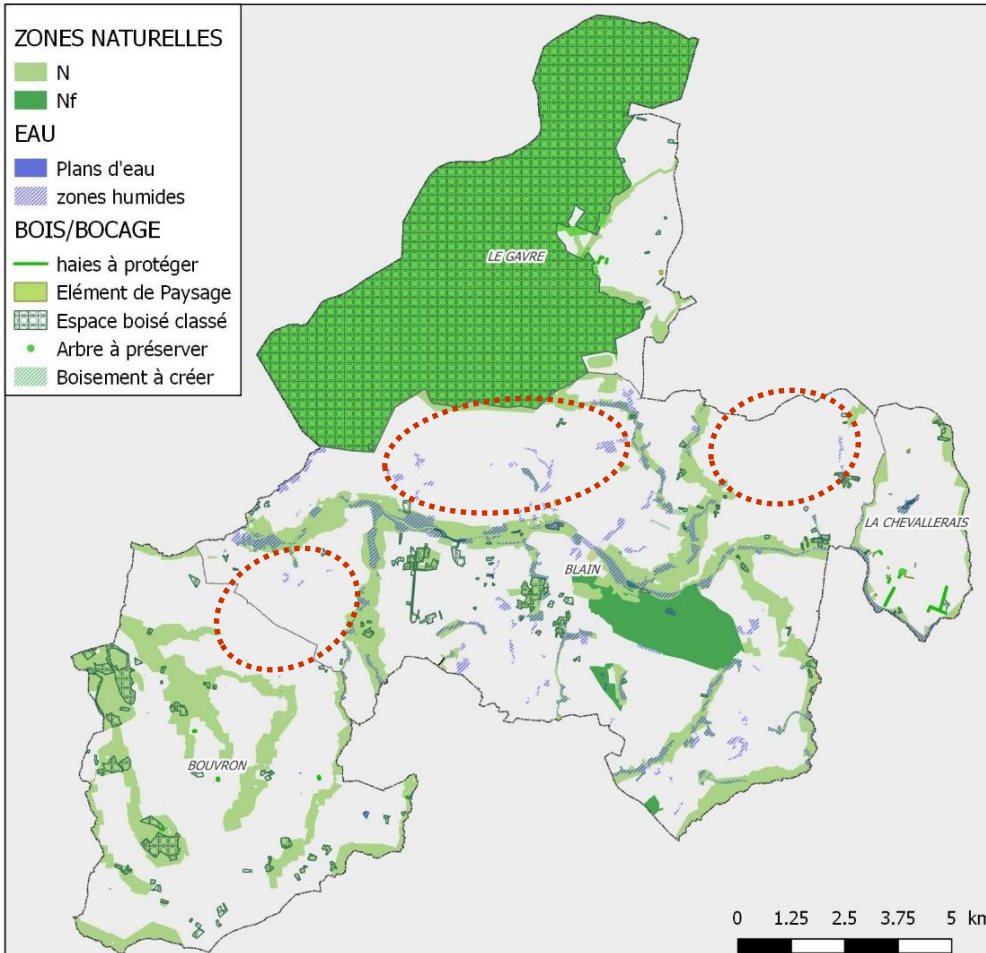 ZONES NATURELLES
N
Nf
EAU
Plans d'eau
zones humides
BOIS/BOCAGE
haies à protéger
Elément de Paysage
Espace boisé classé
Arbre à préserver
Boisement à créer
LE GAVRE
LA CHEVALLERAIS
BLAIN
BOUVRON
0 1.25 2.5 3.75 5 km